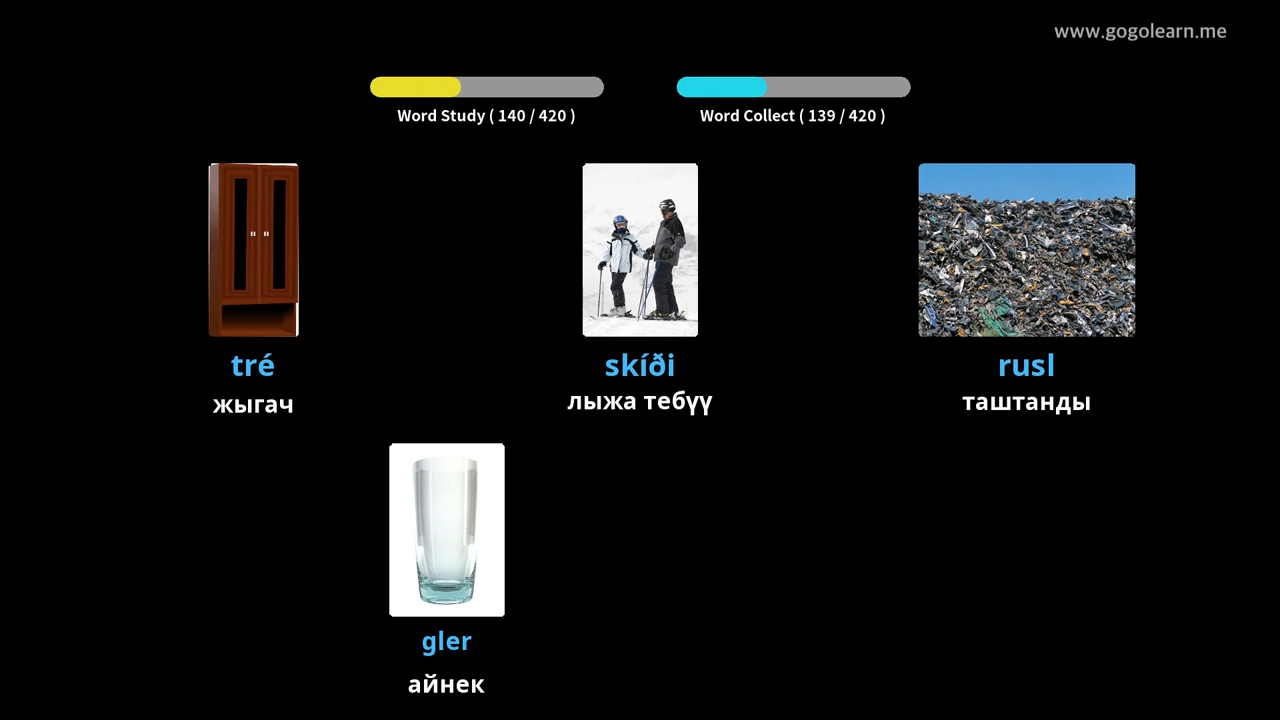 www.gogolearn.me
Word Study ( 140 / 420 )
Word Collect ( 139 / 420 )
tré
skíði
rusl
жыгач
лыжа тебүү
таштанды
gler
айнек